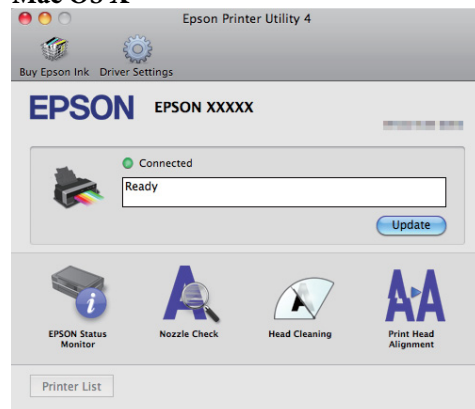 Mac OS X
Epson Printer Utility 4
Buy Epson Ink Driver Settings
EPSON EPSON XXXXX
Connected
Ready
Update
EPSON Status Monitor
Nozzle Check
Head Cleaning
Print Head Alignment
Printer List